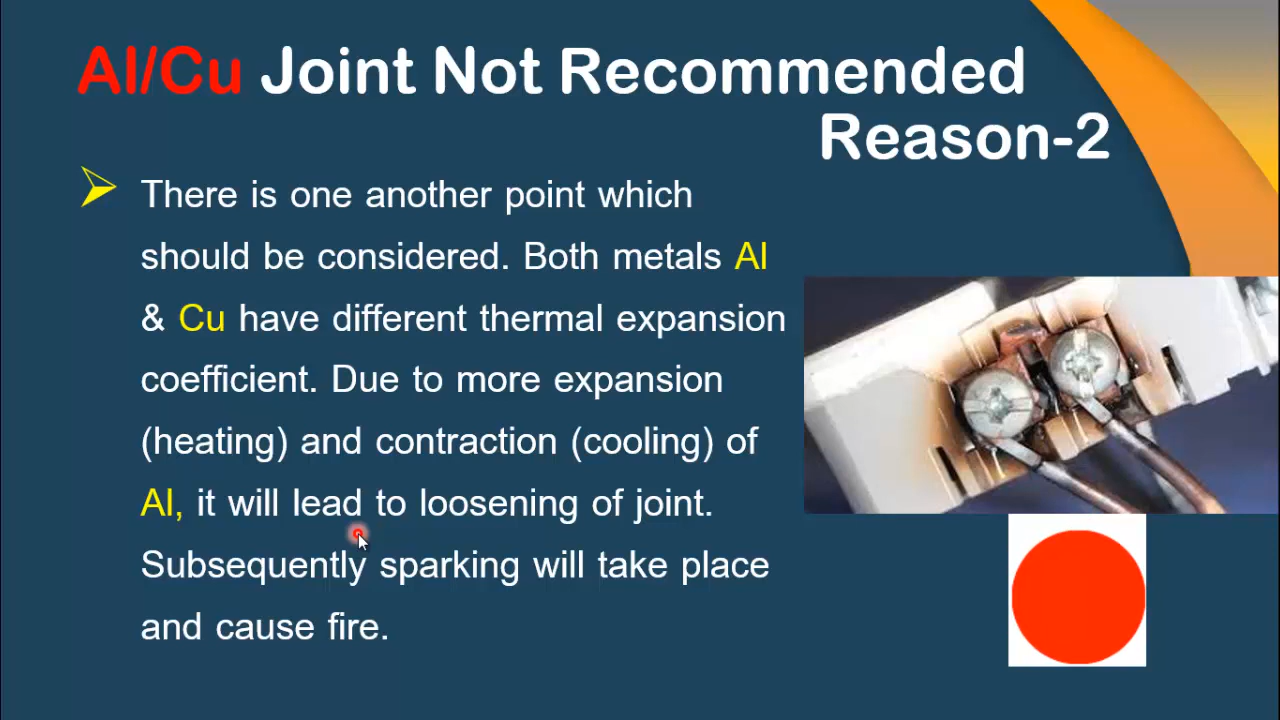 Al/Cu Joint Not Recommended
Reason-2
There is one another point which
should be considered. Both metals Al
& Cu have different thermal expansion
coefficient. Due to more expansion
(heating) and contraction (cooling) of
Al, it will lead to loosening of joint.
Subsequently sparking will take place
and cause fire.